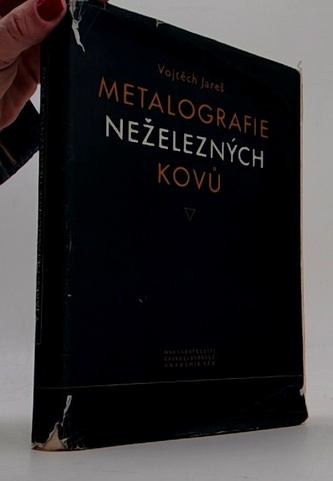 Vojtěch Jareš
METALOGRAFIE
NEŽELEZNÝCH
KOVŮ
NAKLADATELSTVÍ
ČESKOSLOVENSKÉ
AKADEMIE VĚD